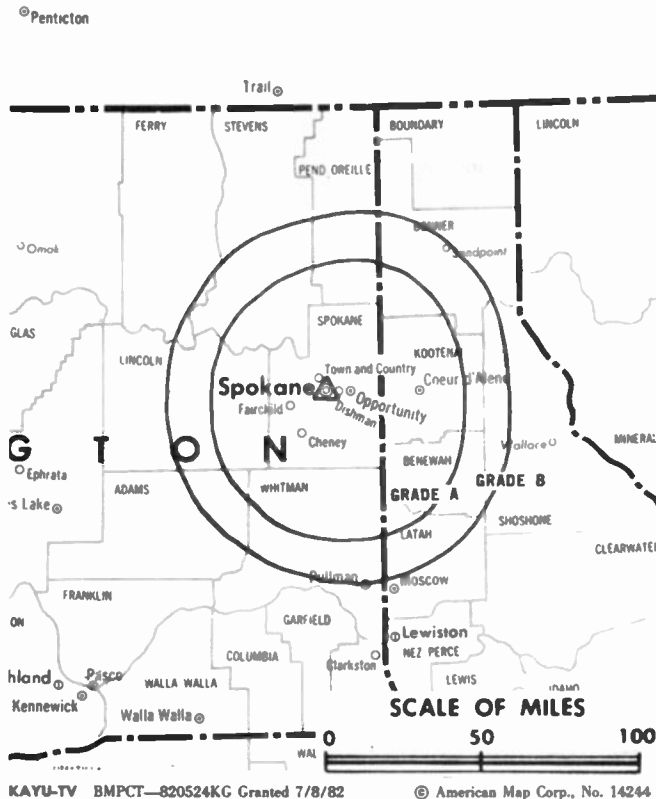 Penticton
Trail
FERRY STEVENS BOUNDARY LINCOLN
PEND OREILLE
BONNER
Omak Sandpoint
GLAS SPOKANE
LINCOLN KOOTENAI
Town and Country
Spokane Coeur d'Alene
Opportunity
Fairchild Dishman
Cheney
G T O N Wallace MINERAL
Ephrata BENEWAH
ADAMS WHITMAN GRADE A GRADE B
s Lake
SHOSHONE
LATAH CLEARWATER
Pullman Moscow
FRANKLIN
ON GARFIELD
Lewiston
COLUMBIA Clarkston NEZ PERCE
hland Pasco WALLA WALLA LEWIS IDAHO
Kennewick
Walla Walla SCALE OF MILES
0 50 100
WAL
KAYU-TV BMPCT—820524KG Granted 7/8/82 © American Map Corp., No. 14244